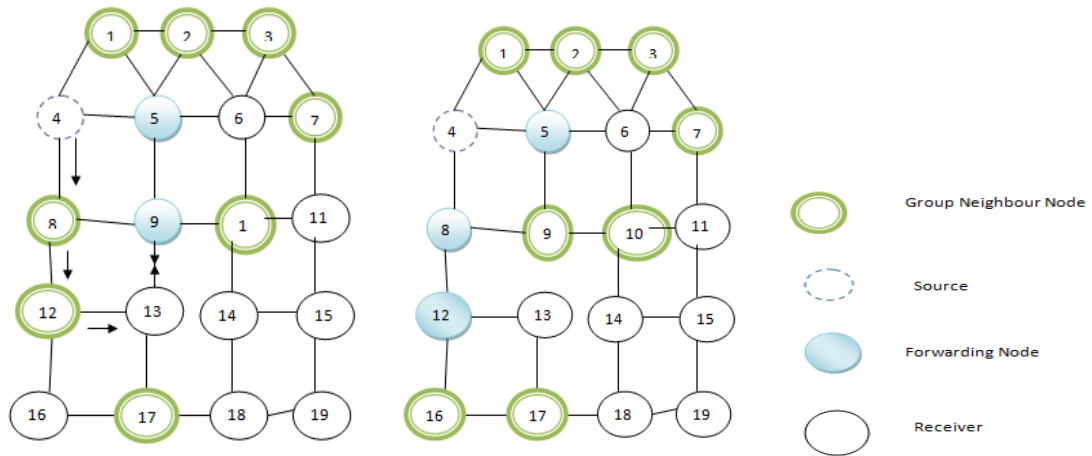 1 2 3
4 5 6 7
8 9 1 11
12 13 14 15
16 17 18 19
1 2 3
4 5 6 7
8 9 10 11
12 13 14 15
16 17 18 19
Group Neighbour Node
Source
Forwarding Node
Receiver